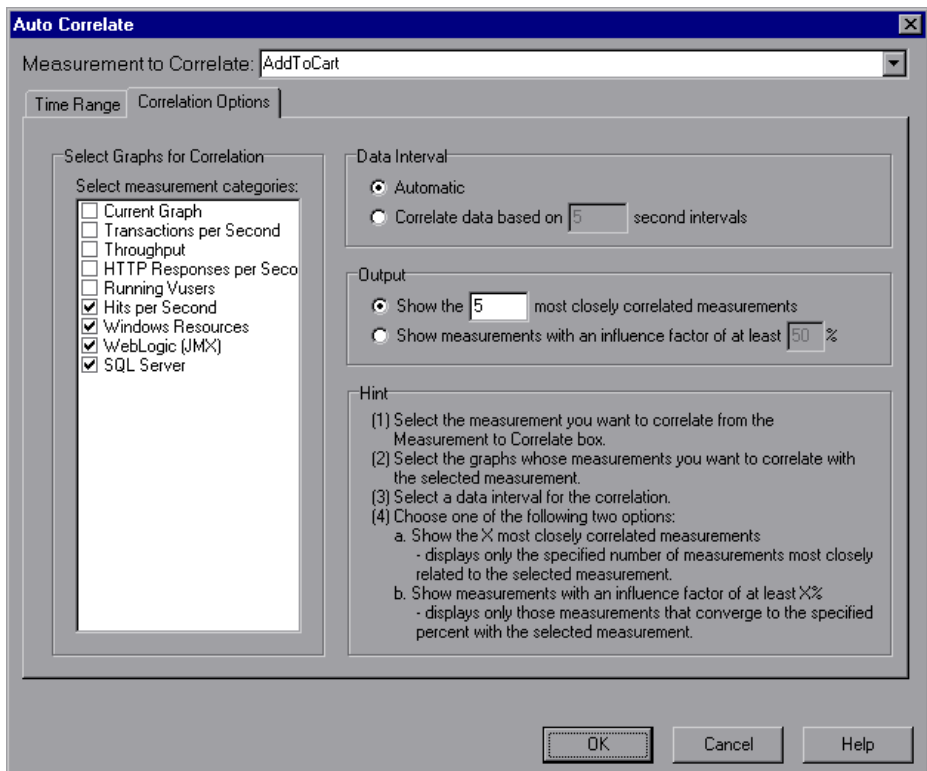 Auto Correlate
Measurement to Correlate: AddToCart
Time Range Correlation Options
Select Graphs for Correlation
Select measurement categories:
Current Graph
Transactions per Second
Throughput
HTTP Responses per Seco
Running Vusers
Hits per Second
Windows Resources
WebLogic (JMX)
SQL Server
Data Interval
Automatic
Correlate data based on 5 second intervals
Output
Show the 5 most closely correlated measurements
Show measurements with an influence factor of at least 50 %
Hint
(1) Select the measurement you want to correlate from the
Measurement to Correlate box.
(2) Select the graphs whose measurements you want to correlate with
the selected measurement.
(3) Select a data interval for the correlation.
(4) Choose one of the following two options:
a. Show the X most closely correlated measurements
- displays only the specified number of measurements most closely
related to the selected measurement.
b. Show measurements with an influence factor of at least X%
- displays only those measurements that converge to the specified
percent with the selected measurement.
OK Cancel Help